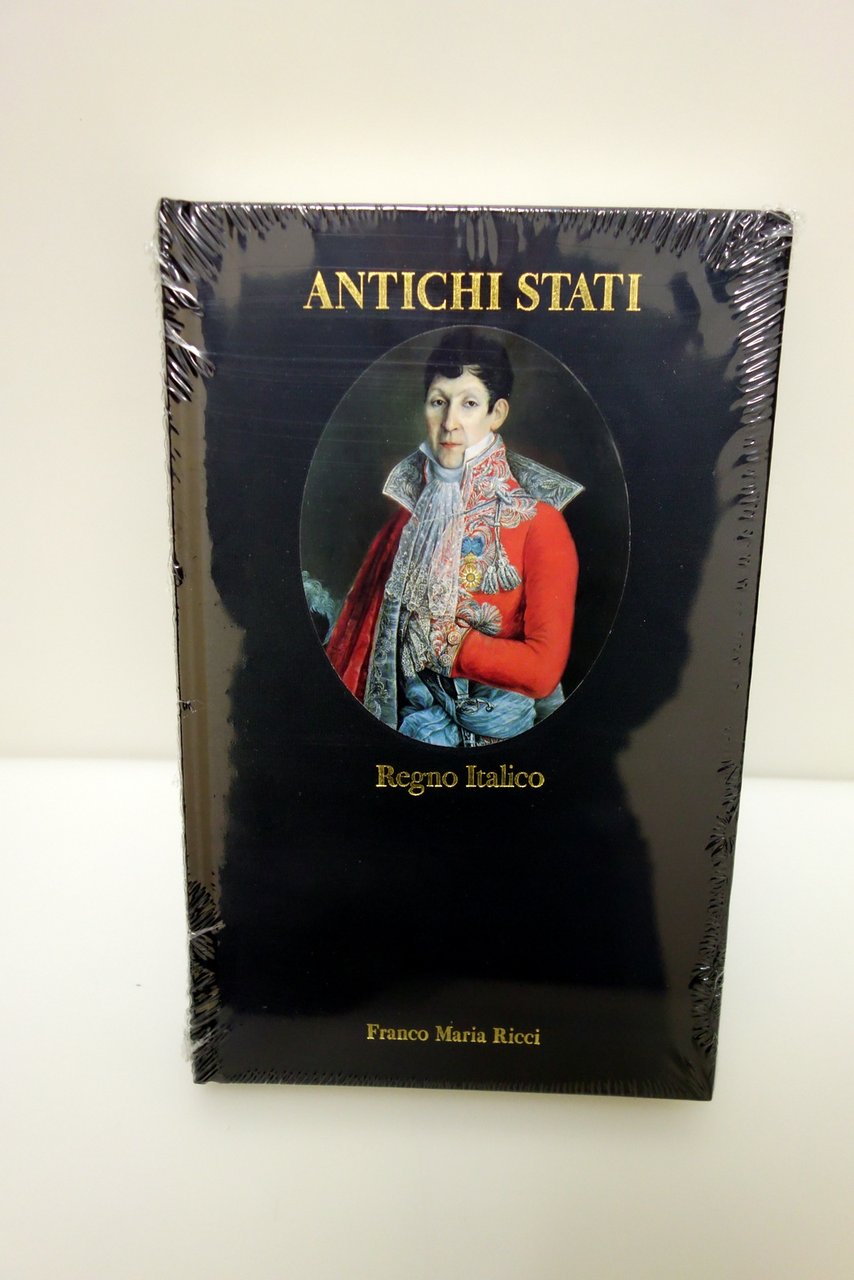 ANTICHI STATI
Regno Italico
Franco Maria Ricci